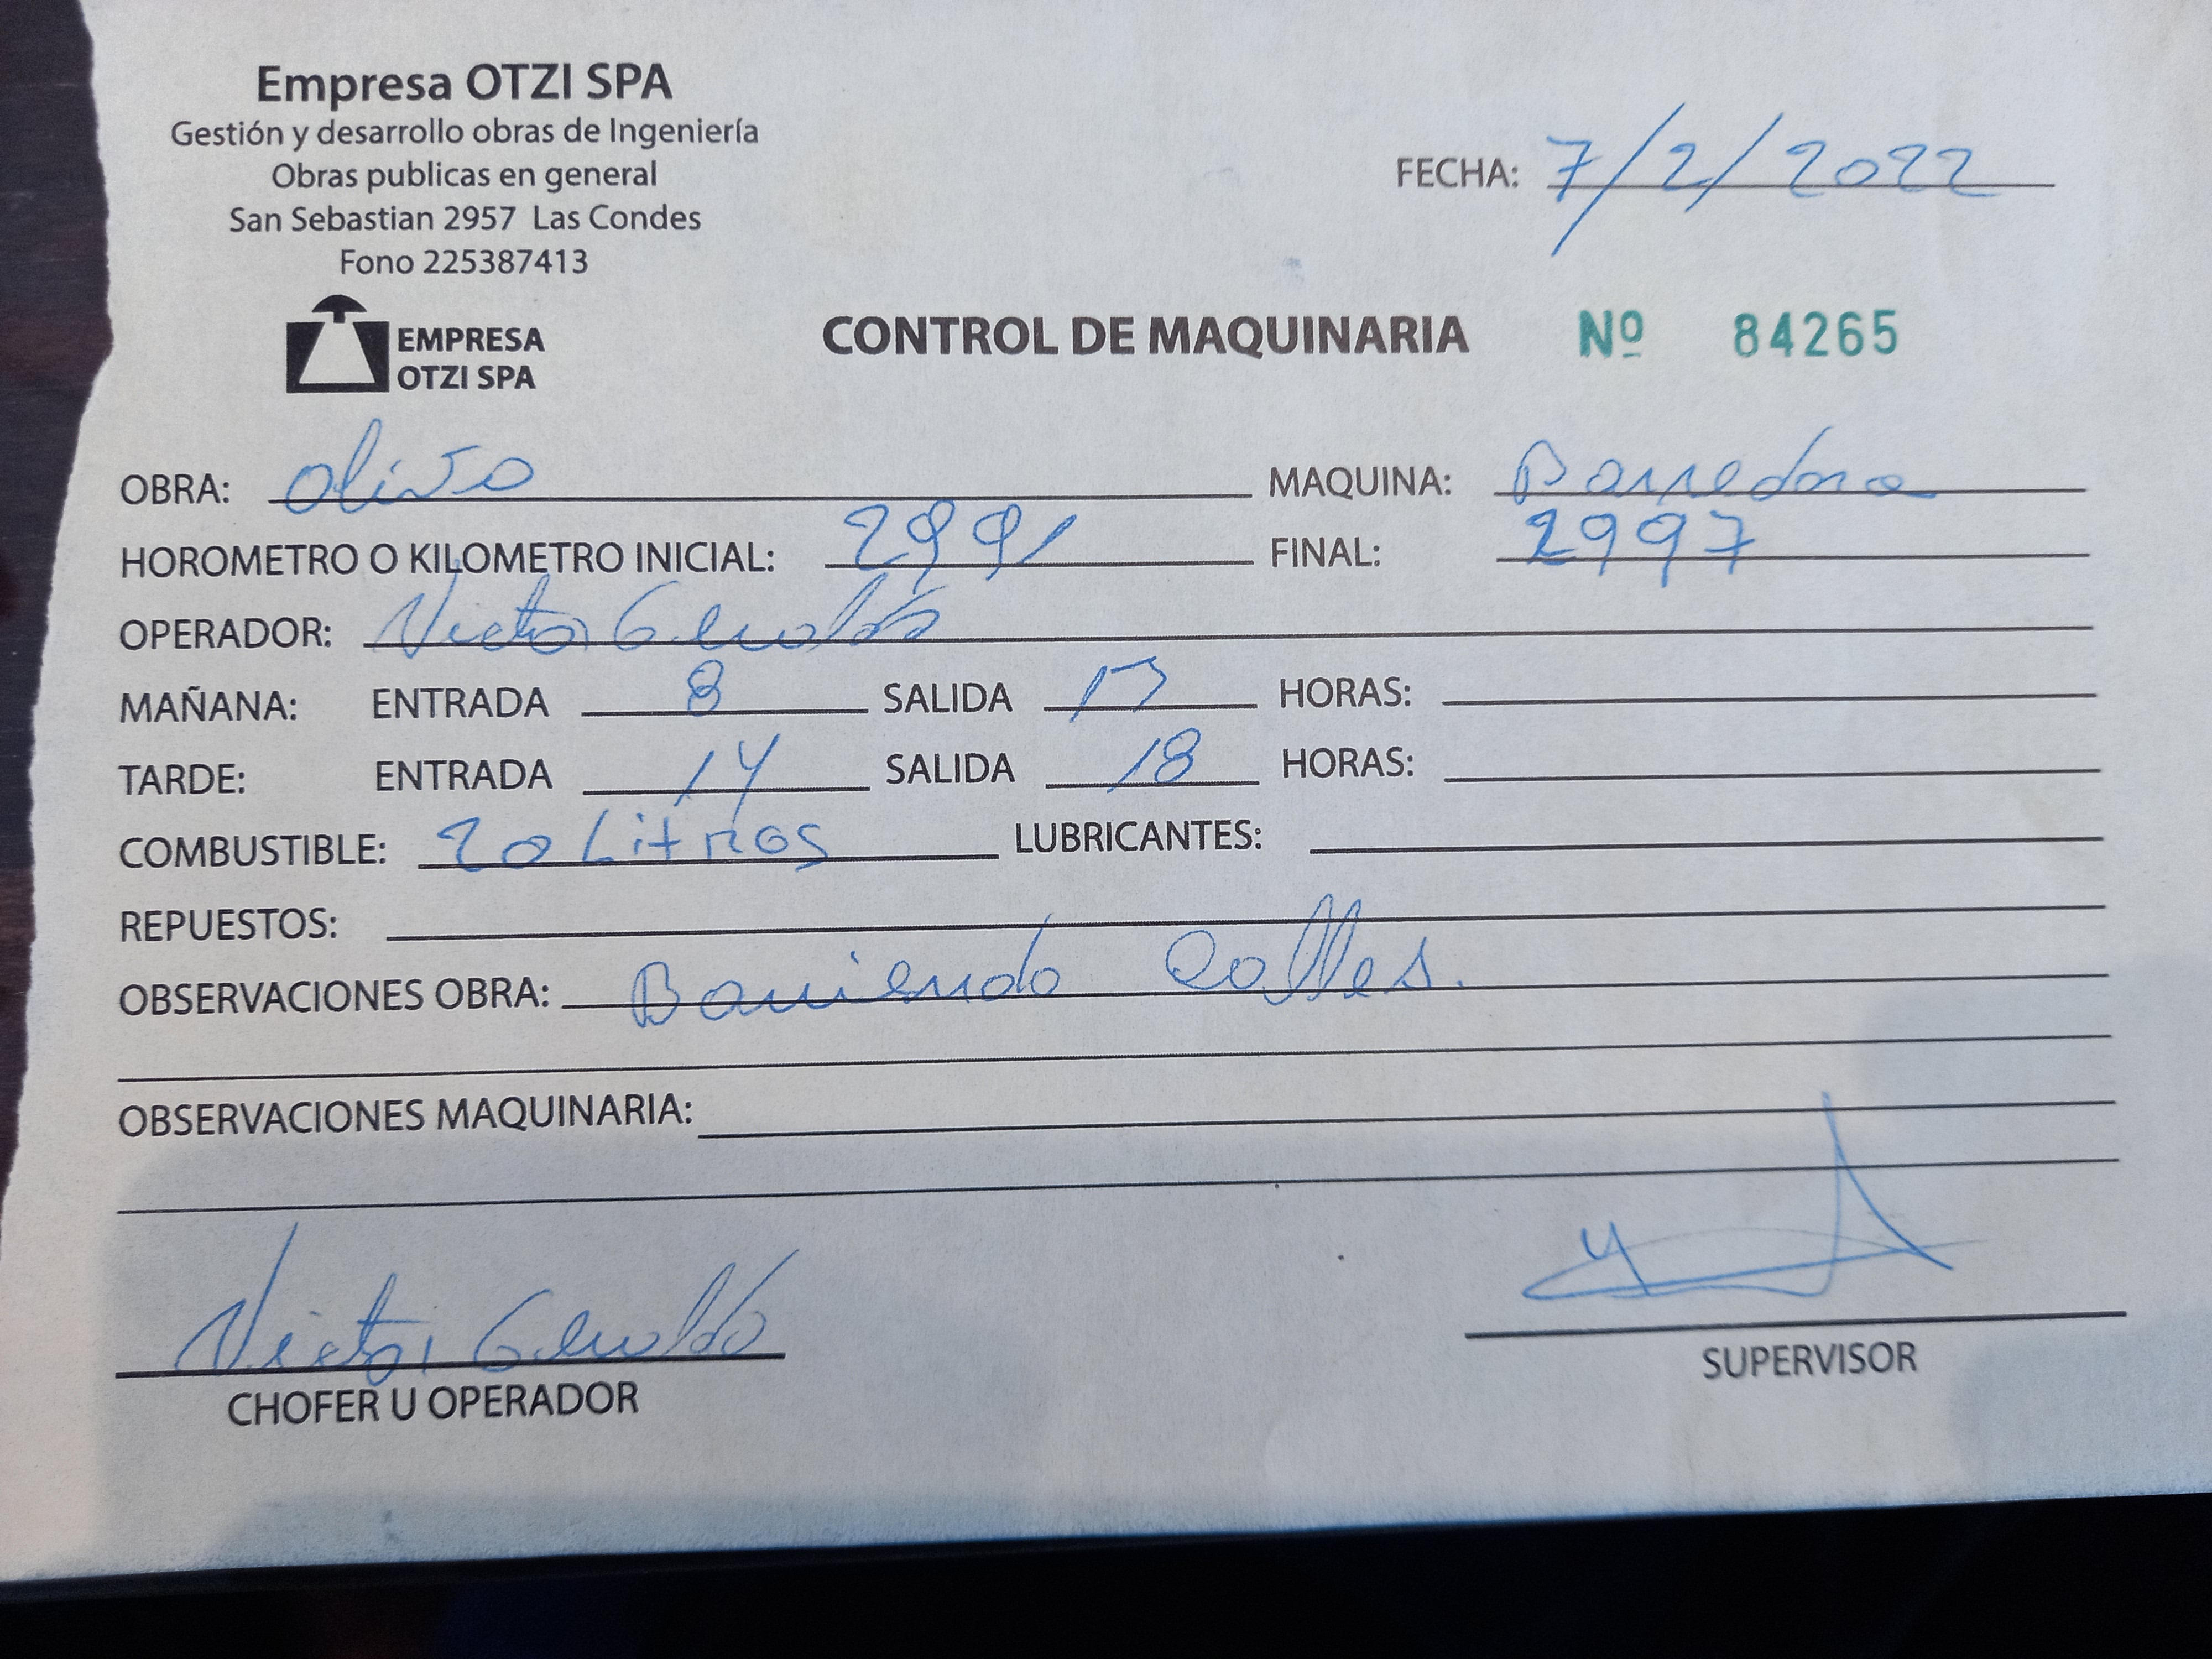 Empresa OTZI SPA
Gestión y desarrollo obras de Ingeniería
Obras publicas en general
San Sebastian 2957 Las Condes
Fono 225387413
FECHA: 7/2/2022
EMPRESA
OTZI SPA
CONTROL DE MAQUINARIA Nº 84265
OBRA: Olivo MAQUINA: Barredora
HOROMETRO O KILOMETRO INICIAL: 2991 FINAL: 2997
OPERADOR: Victor
MAÑANA: ENTRADA 8 SALIDA 13 HORAS:
TARDE: ENTRADA 14 SALIDA 18 HORAS:
COMBUSTIBLE: 20 Litros LUBRICANTES:
REPUESTOS:
OBSERVACIONES OBRA: Barriendo Calles.
OBSERVACIONES MAQUINARIA:
Victor
CHOFER U OPERADOR
SUPERVISOR